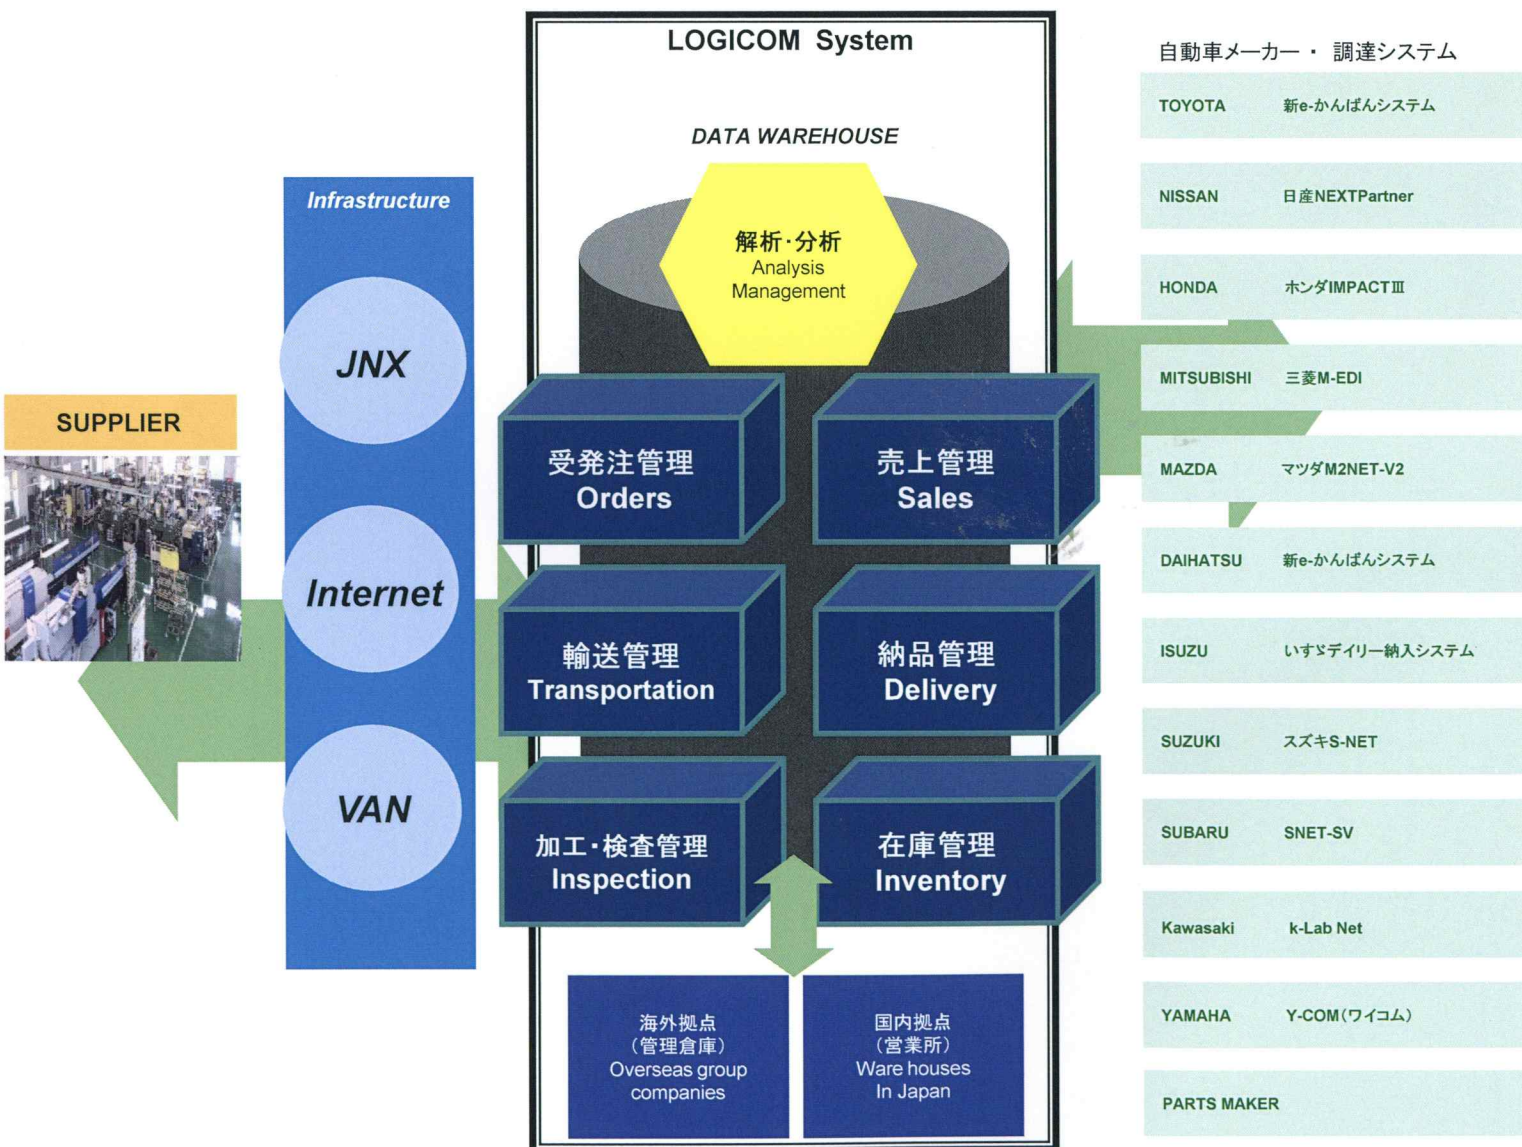 LOGICOM System
DATA WAREHOUSE
解析・分析
Analysis
Management
Infrastructure
JNX
Internet
VAN
SUPPLIER
受発注管理
Orders
売上管理
Sales
輸送管理
Transportation
納品管理
Delivery
加工・検査管理
Inspection
在庫管理
Inventory
海外拠点
（管理倉庫）
Overseas group
companies
国内拠点
（営業所）
Ware houses
In Japan
自動車メーカー ・ 調達システム
TOYOTA 新e-かんばんシステム
NISSAN 日産NEXTPartner
HONDA ホンダIMPACTⅢ
MITSUBISHI 三菱M-EDI
MAZDA マツダM2NET-V2
DAIHATSU 新e-かんばんシステム
ISUZU いすゞデイリー納入システム
SUZUKI スズキS-NET
SUBARU SNET-SV
Kawasaki k-Lab Net
YAMAHA Y-COM（ワイコム）
PARTS MAKER